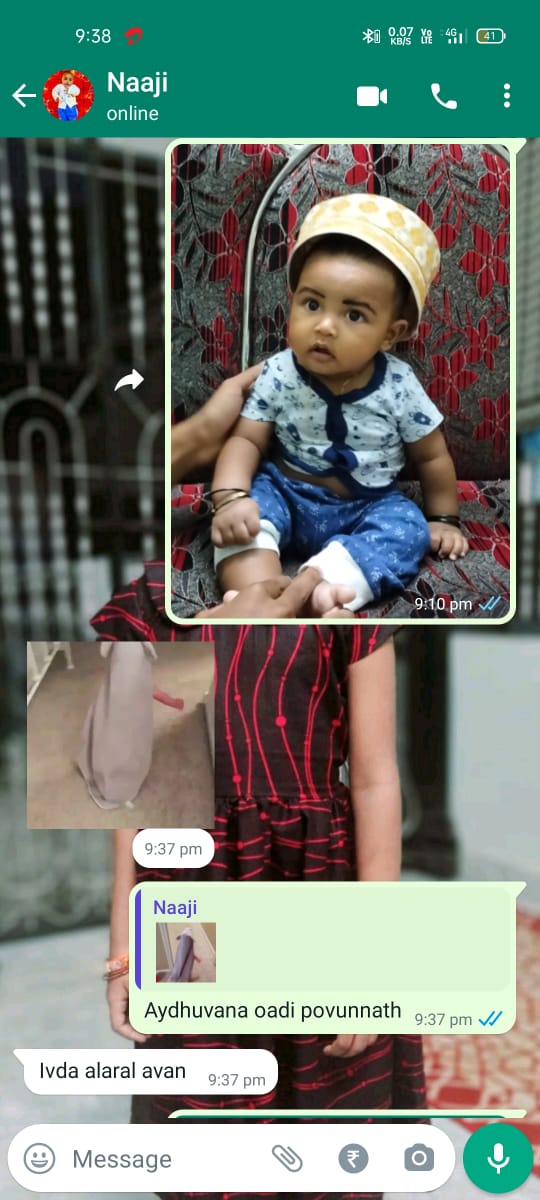 9:38 0.07 KB/S Vo LTE 4G 41
Naaji
online
9:10 pm
9:37 pm
Naaji
Aydhuvana oadi povunnath 9:37 pm
Ivda alaral avan 9:37 pm
Message